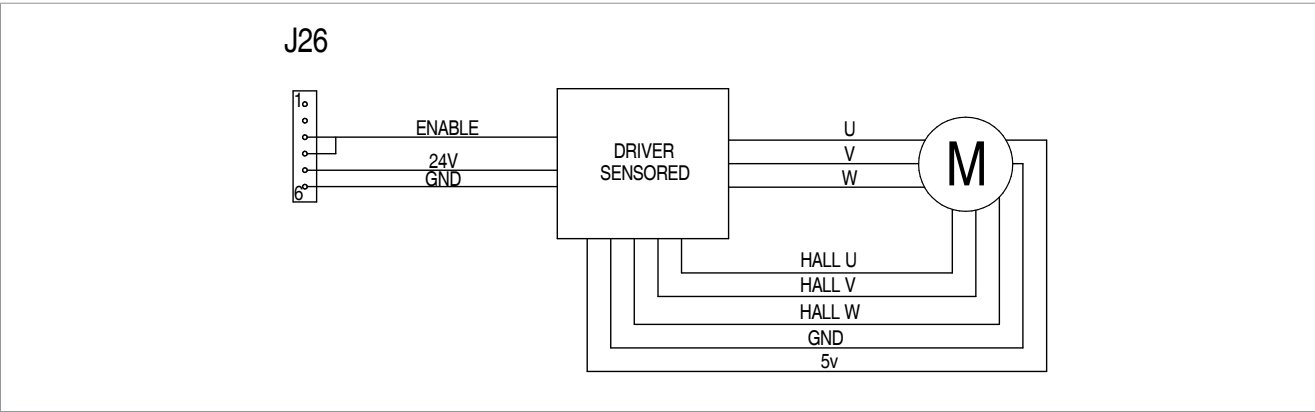 J26
1
6
ENABLE
24V
GND
DRIVER
SENSORED
U
V
W
M
HALL U
HALL V
HALL W
GND
5v